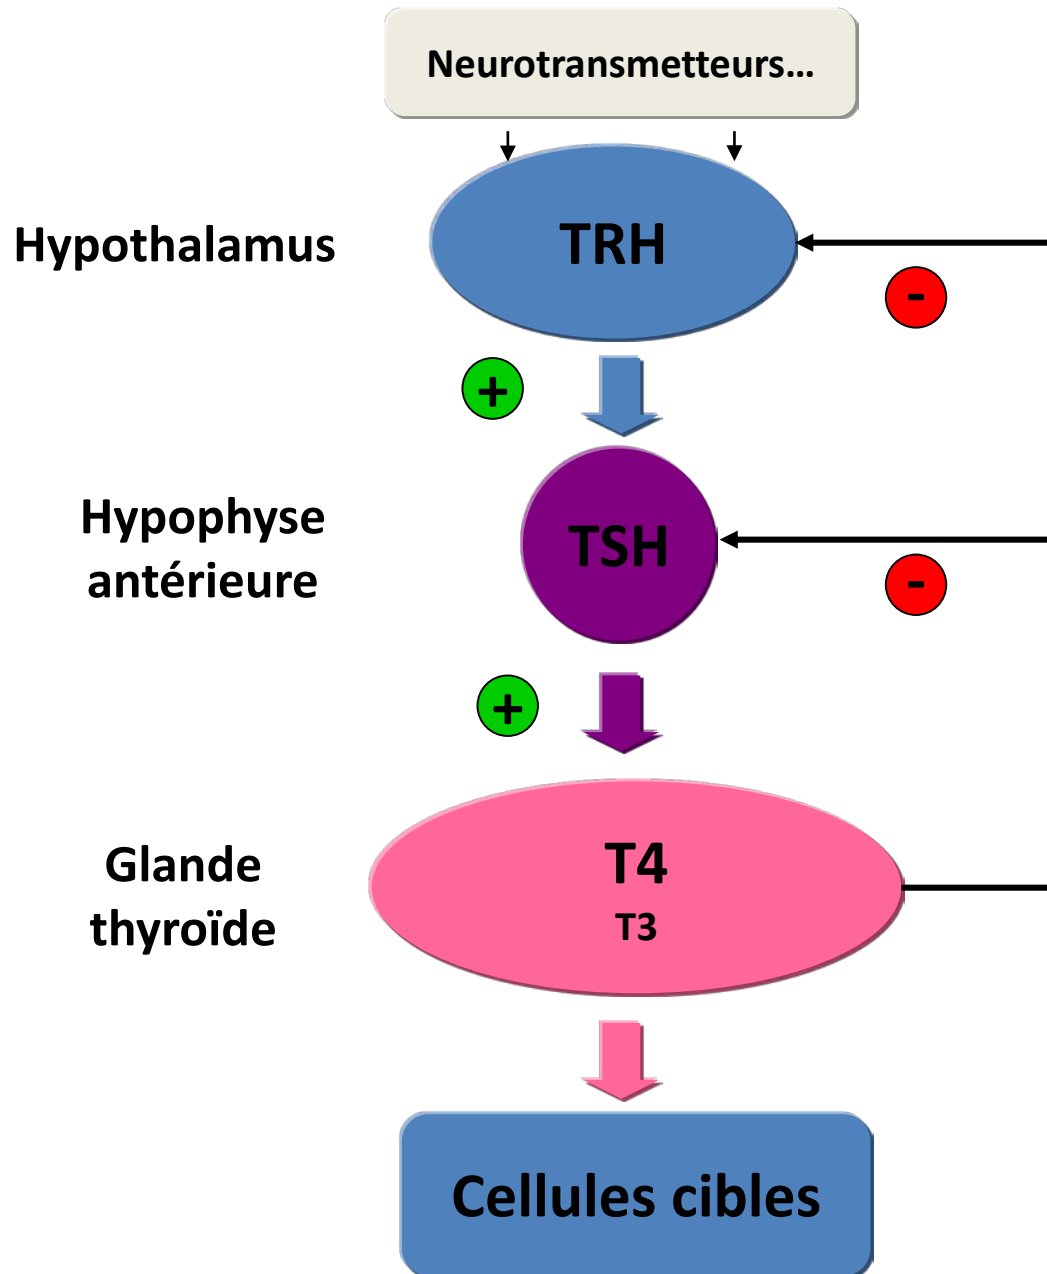 Neurotransmetteurs...
Hypothalamus
TRH
-
+
Hypophyse
antérieure
TSH
-
+
Glande
thyroïde
T4
T3
Cellules cibles